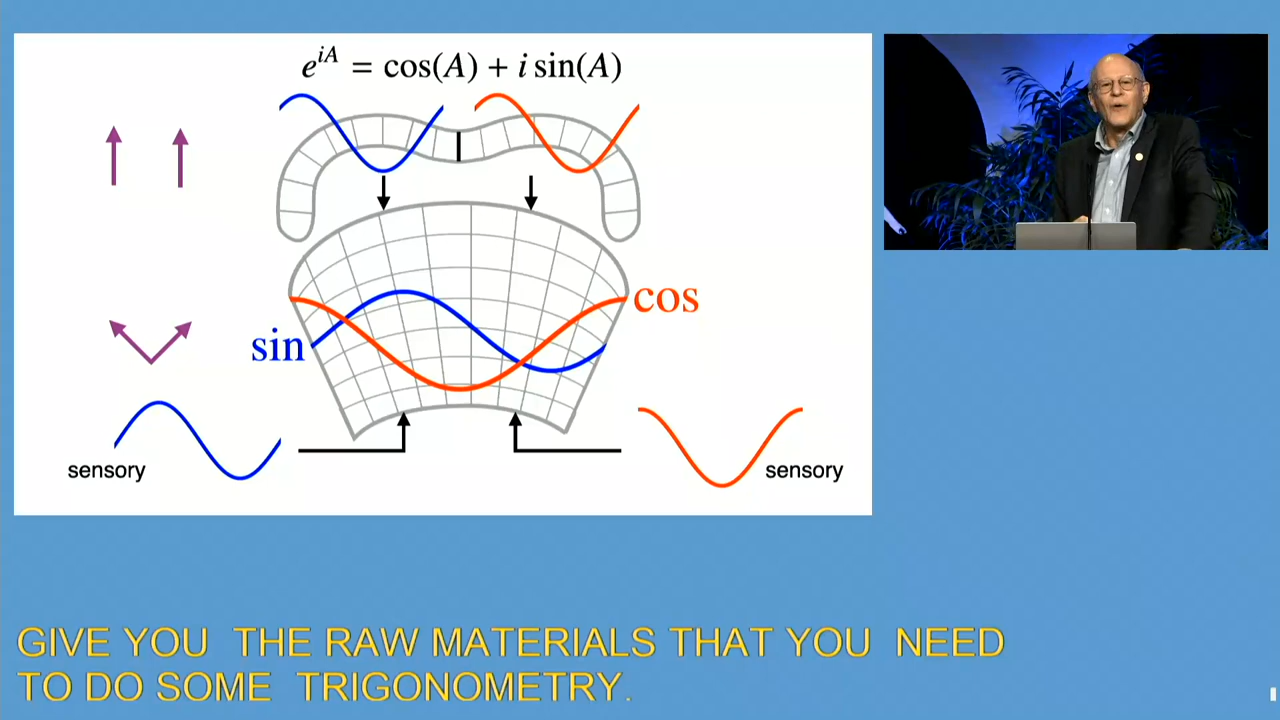 e^{iA} = cos(A) + i sin(A)
cos
sin
sensory
sensory
GIVE YOU THE RAW MATERIALS THAT YOU NEED
TO DO SOME TRIGONOMETRY.